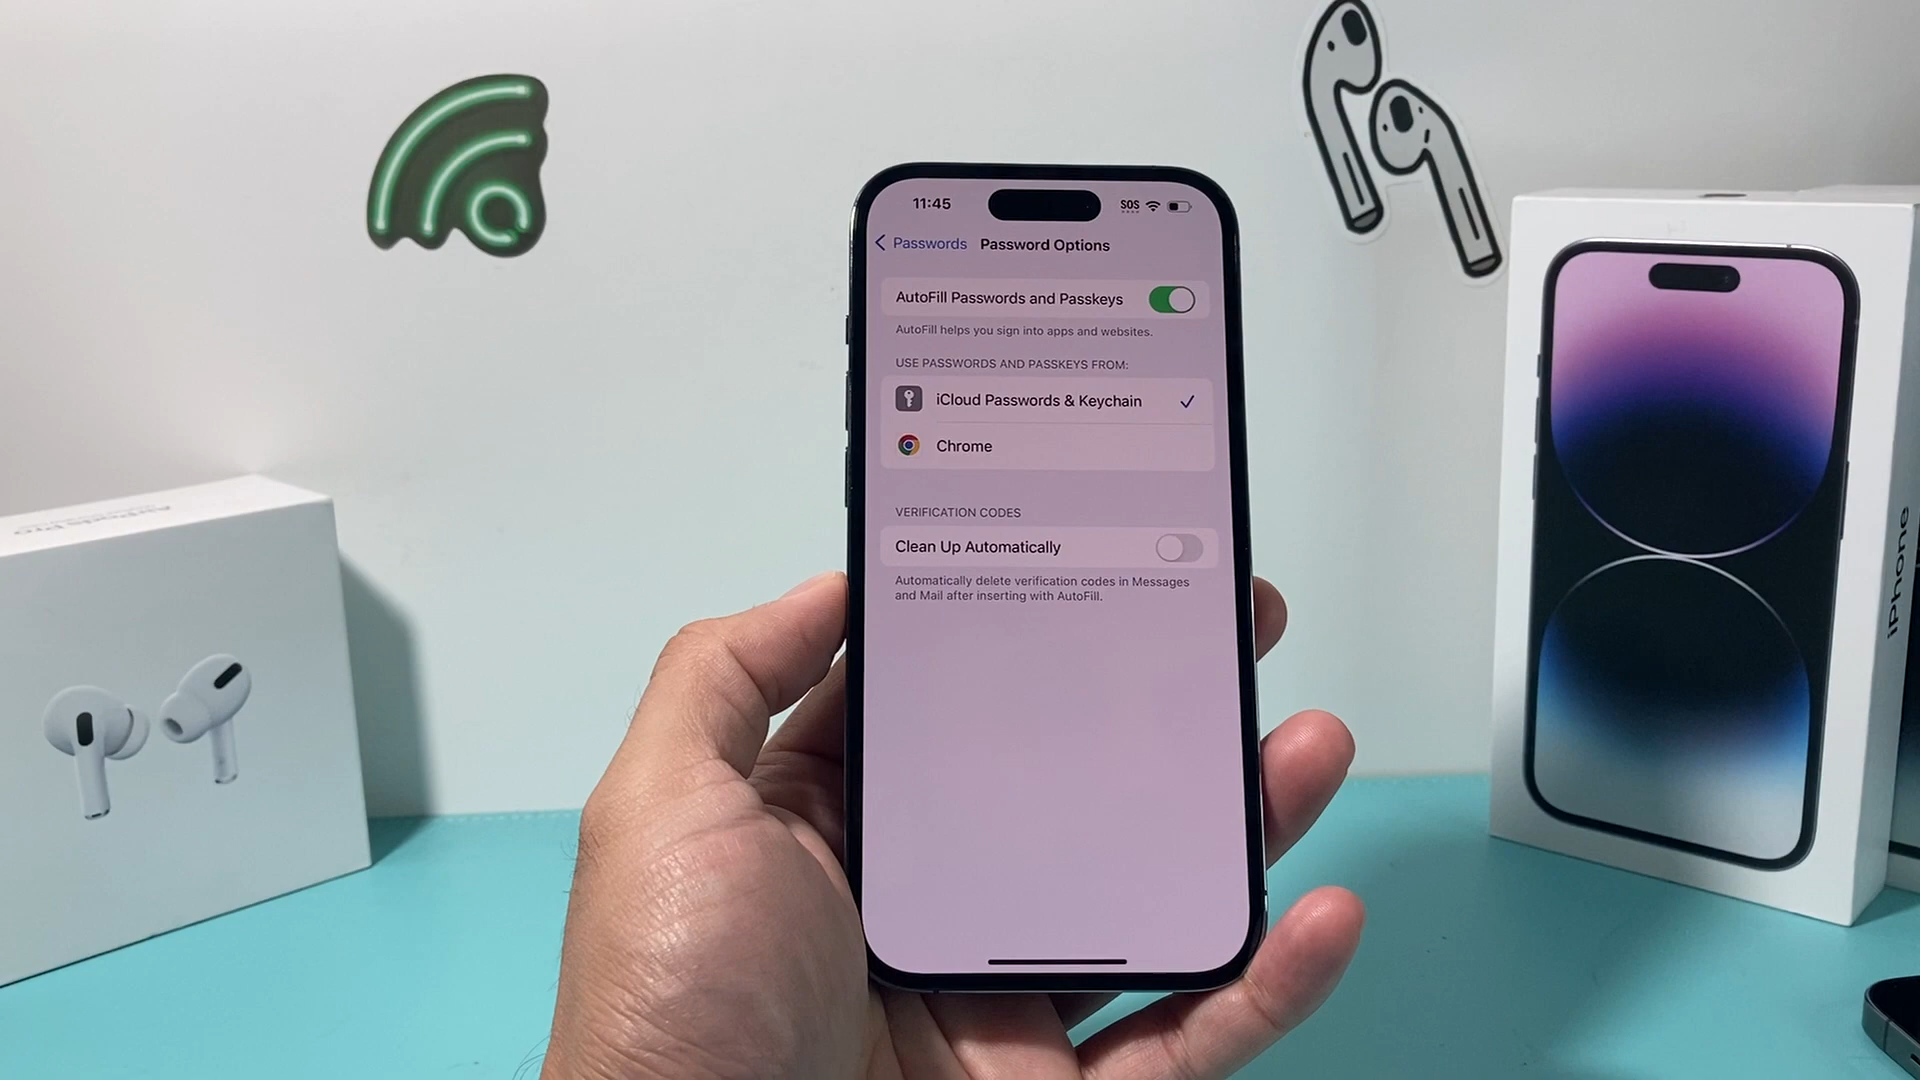 11:45
SOS
Passwords
Password Options
AutoFill Passwords and Passkeys
AutoFill helps you sign into apps and websites.
USE PASSWORDS AND PASSKEYS FROM:
iCloud Passwords & Keychain
Chrome
VERIFICATION CODES
Clean Up Automatically
Automatically delete verification codes in Messages
and Mail after inserting with AutoFill.
AirPods Pro
iPhone